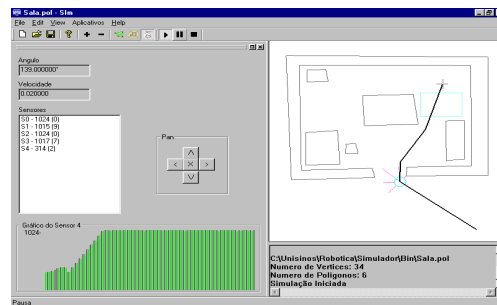 Sala.pol - SIm
File Edit View Aplicativos Help
Angulo
139.000000°
Velocidade
0.020000
Sensores
S0 - 1024 (0)
S1 - 1015 (9)
S2 - 1024 (0)
S3 - 1017 (7)
S4 - 314 (2)
Pan
Gráfico do Sensor 4
1024-
C:\Unisinos\Robotica\Simulador\Bin\Sala.pol
Numero de Vertices: 34
Numero de Poligonos: 6
Simulação Iniciada
Pausa